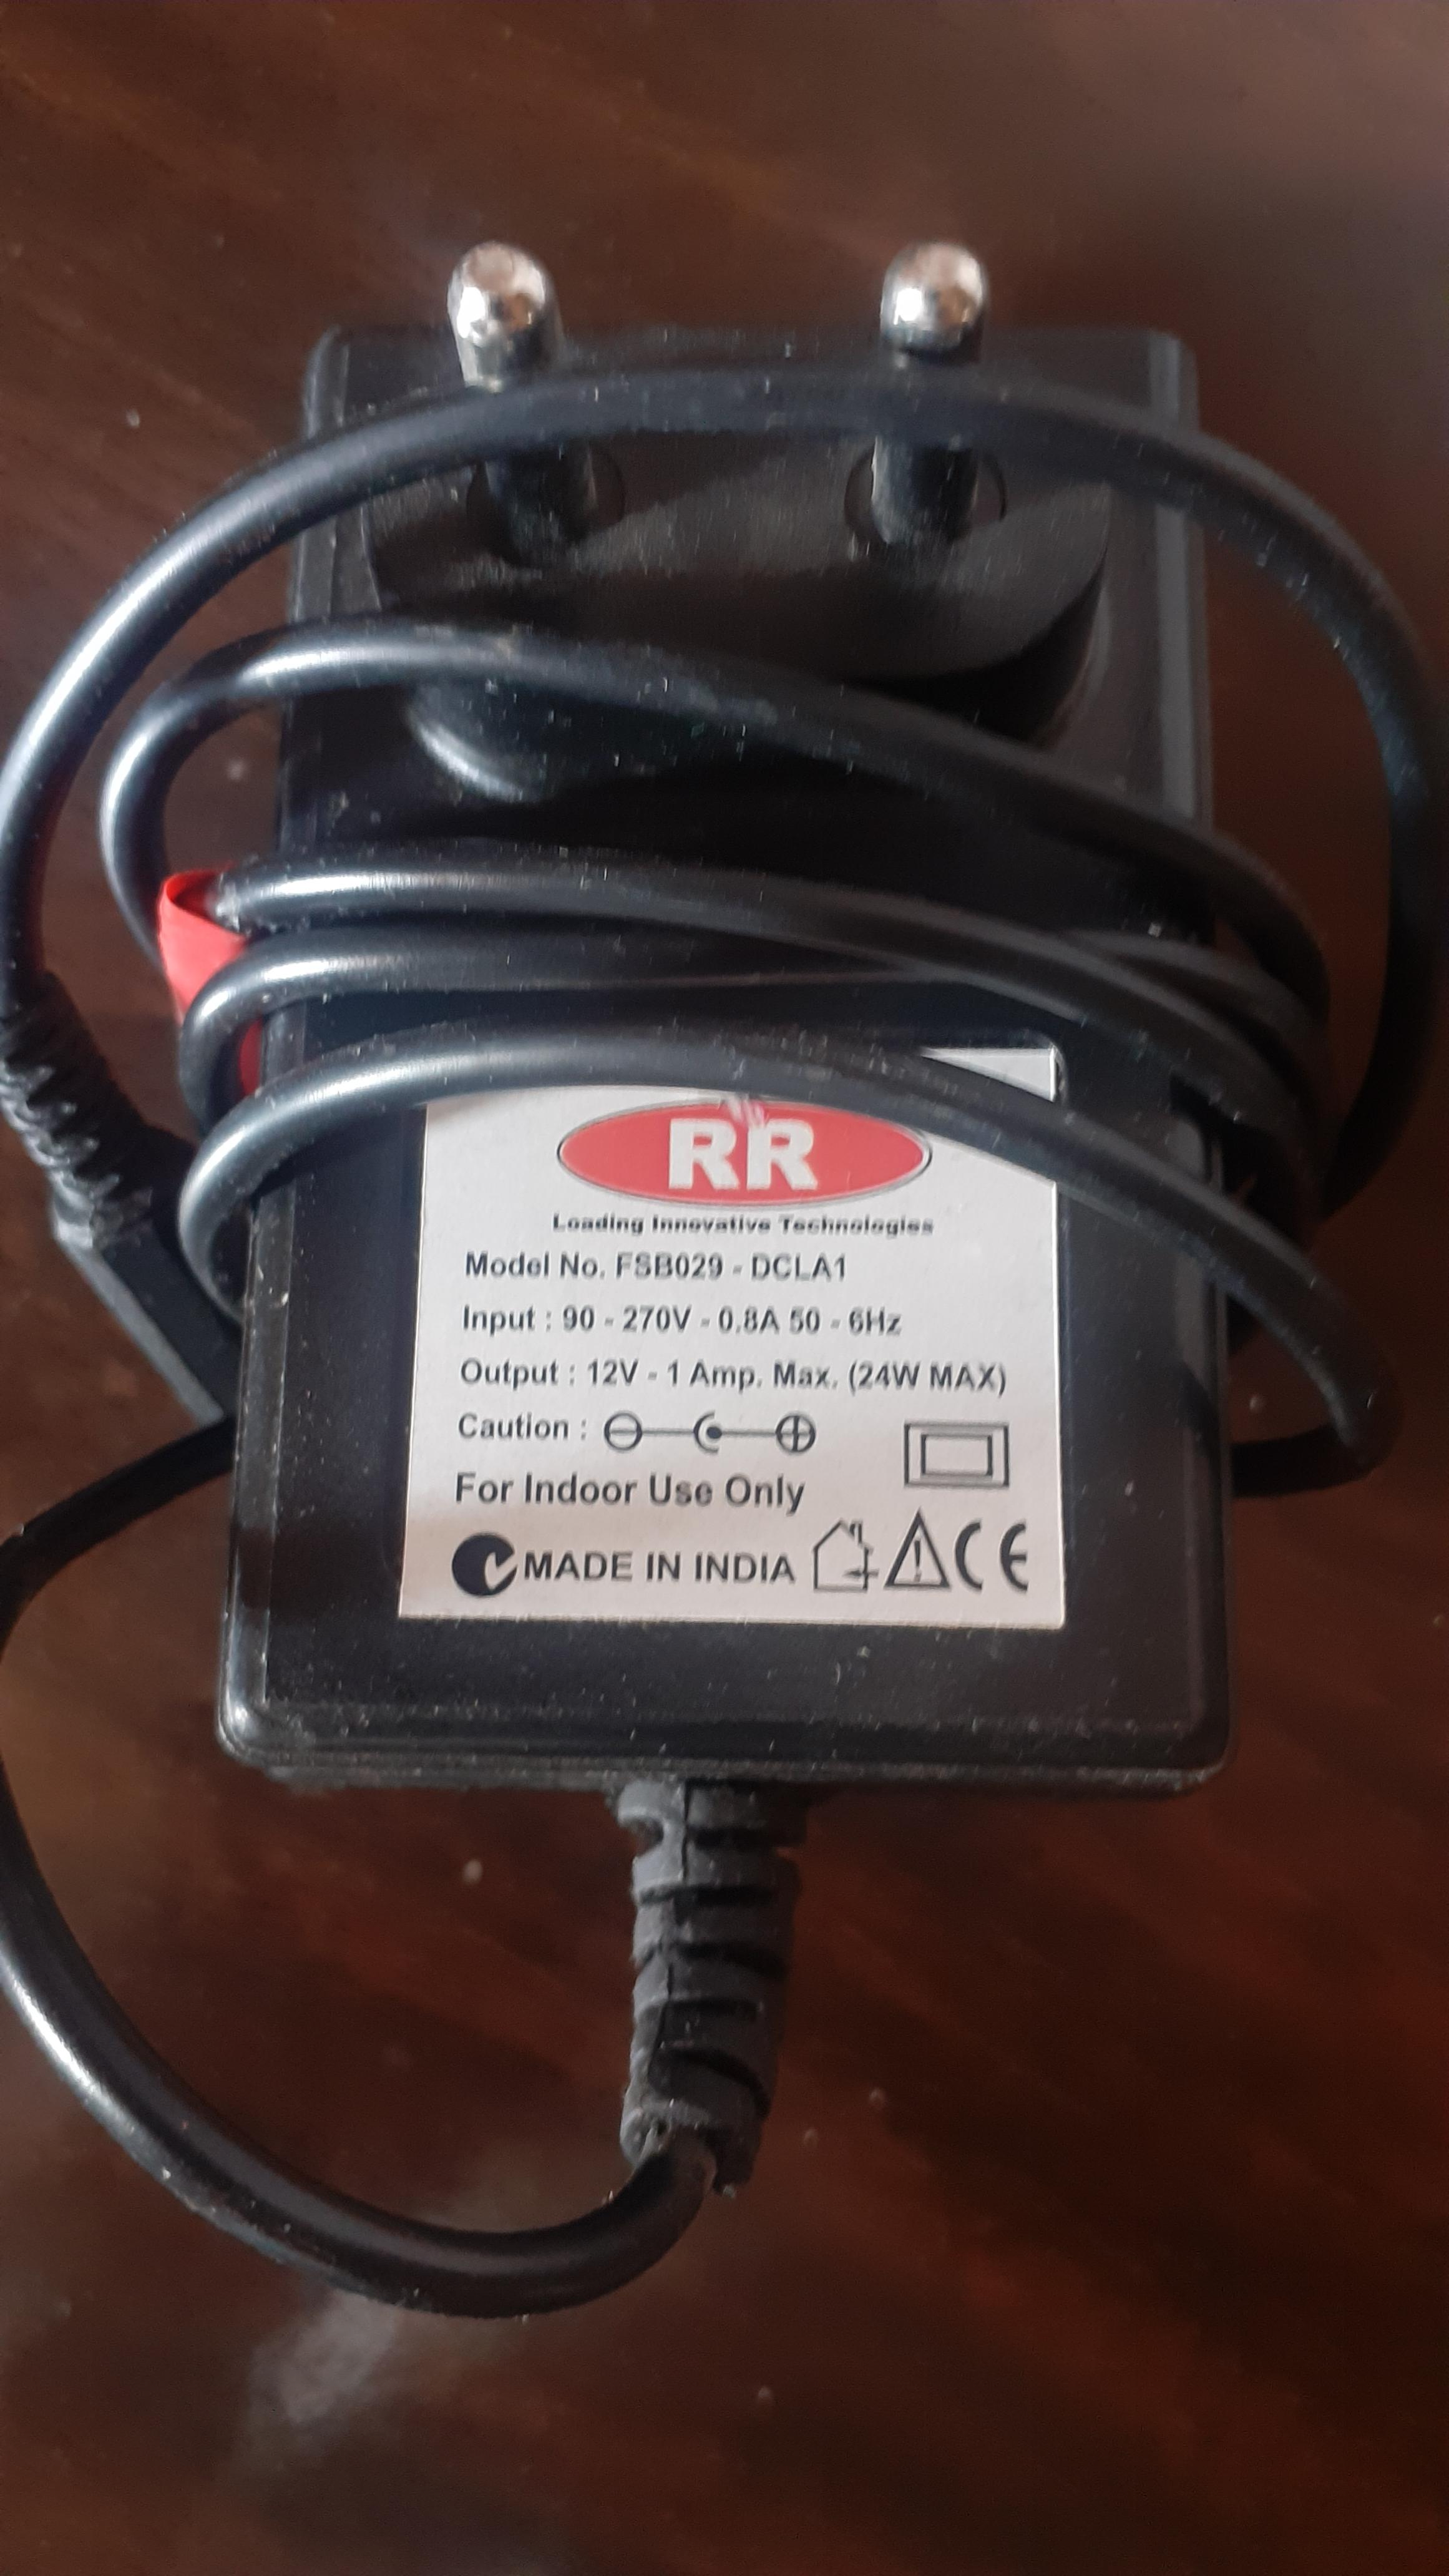 RR
Loading Innovative Technologies
Model No. FSB029 - DCLA1
Input : 90 - 270V - 0.8A 50 - 6Hz
Output : 12V - 1 Amp. Max. (24W MAX)
Caution :
For Indoor Use Only
MADE IN INDIA CE